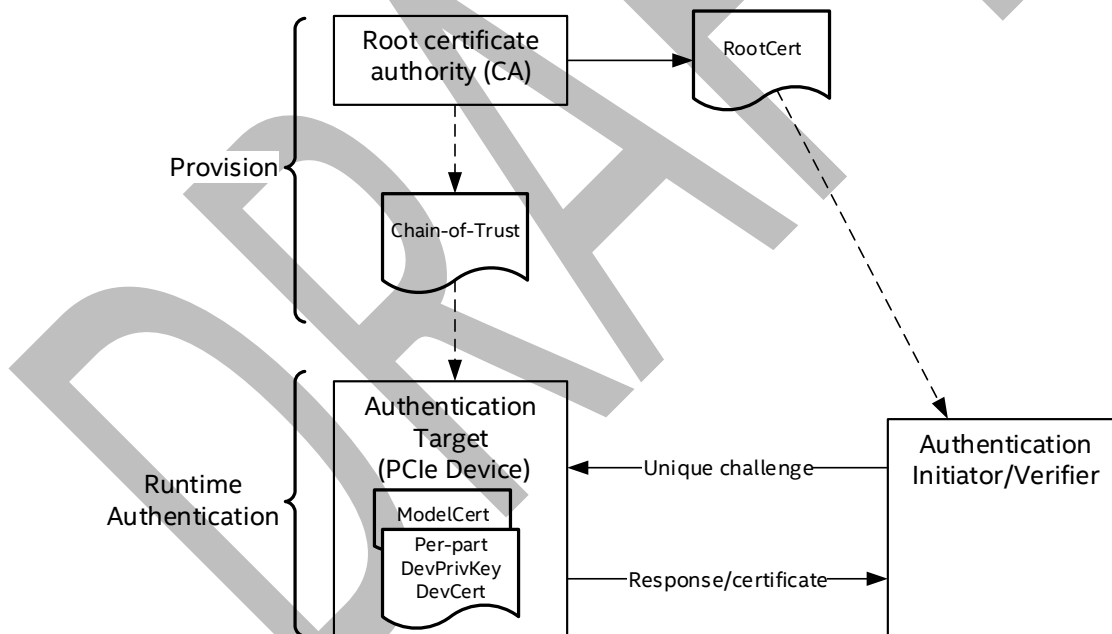 Root certificate
authority (CA)
RootCert
Provision
Chain-of-Trust
Authentication
Target
(PCIe Device)
Authentication
Initiator/Verifier
Unique challenge
Runtime
Authentication
ModelCert
Per-part
DevPrivKey
DevCert
Response/certificate
DRAFT